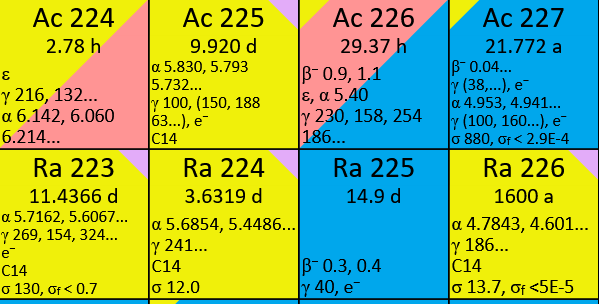 Ac 224
2.78 h
ε
γ 216, 132...
α 6.142, 6.060
6.214...
Ac 225
9.920 d
α 5.830, 5.793
5.732...
γ 100, (150, 188
63...), e⁻
C14
Ac 226
29.37 h
β⁻ 0.9, 1.1
ε, α 5.40
γ 230, 158, 254
186...
Ac 227
21.772 a
β⁻ 0.04...
γ (38,...), e⁻
α 4.953, 4.941...
γ (100, 160...), e⁻
σ 880, σf < 2.9E-4
Ra 223
11.4366 d
α 5.7162, 5.6067...
γ 269, 154, 324...
e⁻
C14
σ 130, σf < 0.7
Ra 224
3.6319 d
α 5.6854, 5.4486...
γ 241...
C14
σ 12.0
Ra 225
14.9 d
β⁻ 0.3, 0.4
γ 40, e⁻
Ra 226
1600 a
α 4.7843, 4.601...
γ 186...
C14
σ 13.7, σf <5E-5